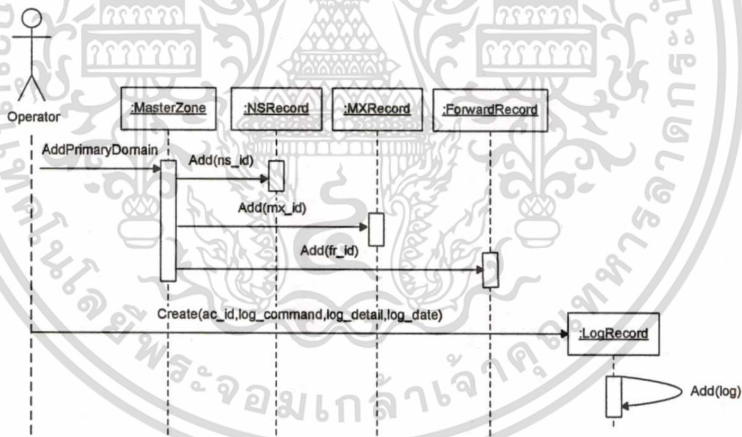 Operator
:MasterZone
:NSRecord
:MXRecord
:ForwardRecord
AddPrimaryDomain
Add(ns_id)
Add(mx_id)
Add(fr_id)
Create(ac_id,log_command,log_detail,log_date)
:LogRecord
Add(log)